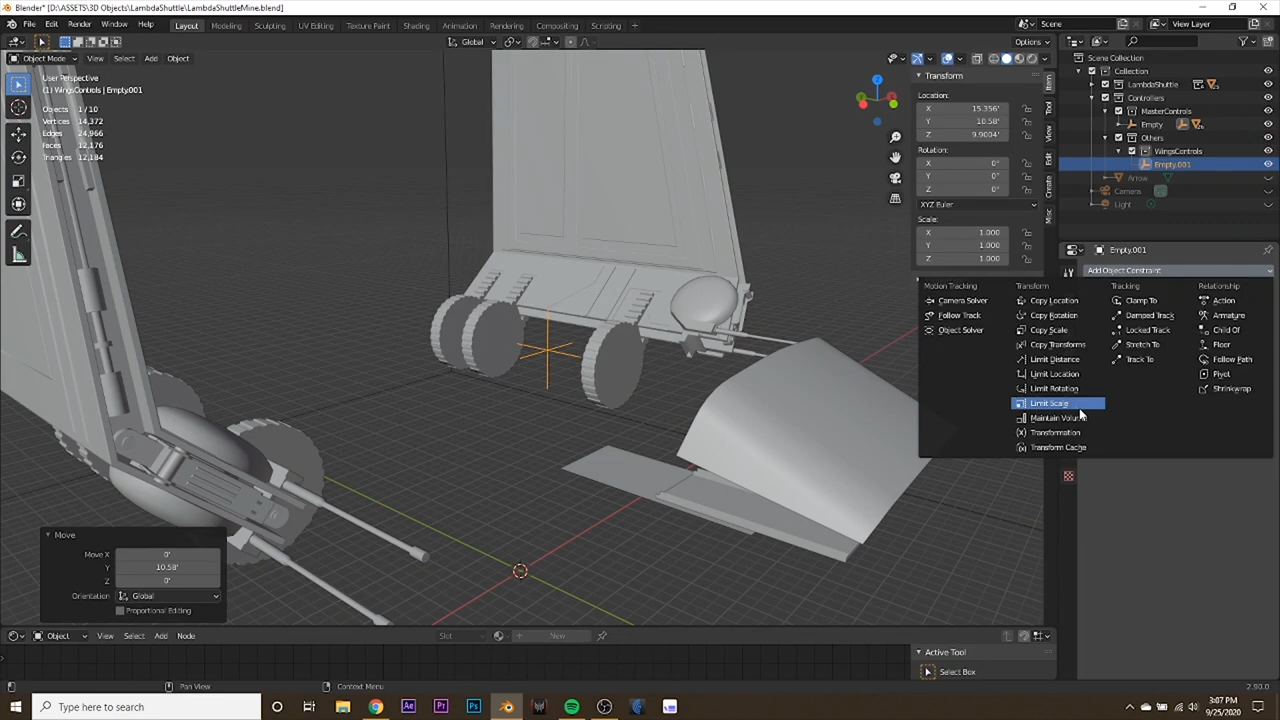 Blender* [D:\ASSETS\3D Objects\LambdaShuttle\LambdaShuttleMine.blend]
File Edit Render Window Help Layout Modeling Sculpting UV Editing Texture Paint Shading Animation Rendering Compositing Scripting Scene View Layer
Global Options
Object Mode View Select Add Object
User Perspective
(1) WingsControls | Empty.001
Objects 1 / 10
Vertices 14,372
Edges 24,966
Faces 12,176
Triangles 12,184
Transform
Location:
X 15.356'
Y 10.58'
Z 9.9004'
Rotation:
X 0°
Y 0°
Z 0°
XYZ Euler
Scale:
X 1.000
Y 1.000
Z 1.000
Item
Tool
View
Edit
Create
Misc
Scene Collection
Collection
LambdaShuttle
Controllers
MasterControls
Empty
Others
WingsControls
Empty.001
Arrow
Camera
Light
Empty.001
Add Object Constraint
Motion Tracking Transform Tracking Relationship
Camera Solver Copy Location Clamp To Action
Follow Track Copy Rotation Damped Track Armature
Object Solver Copy Scale Locked Track Child Of
Copy Transforms Stretch To Floor
Limit Distance Track To Follow Path
Limit Location Pivot
Limit Rotation Shrinkwrap
Limit Scale
Maintain Volume
Transformation
Transform Cache
Move
Move X 0'
Y 10.58'
Z 0'
Orientation Global
Proportional Editing
Object View Select Add Node Slot New
Active Tool
Select Box
Pan View Context Menu 2.90.0
Type here to search
3:07 PM
9/25/2020